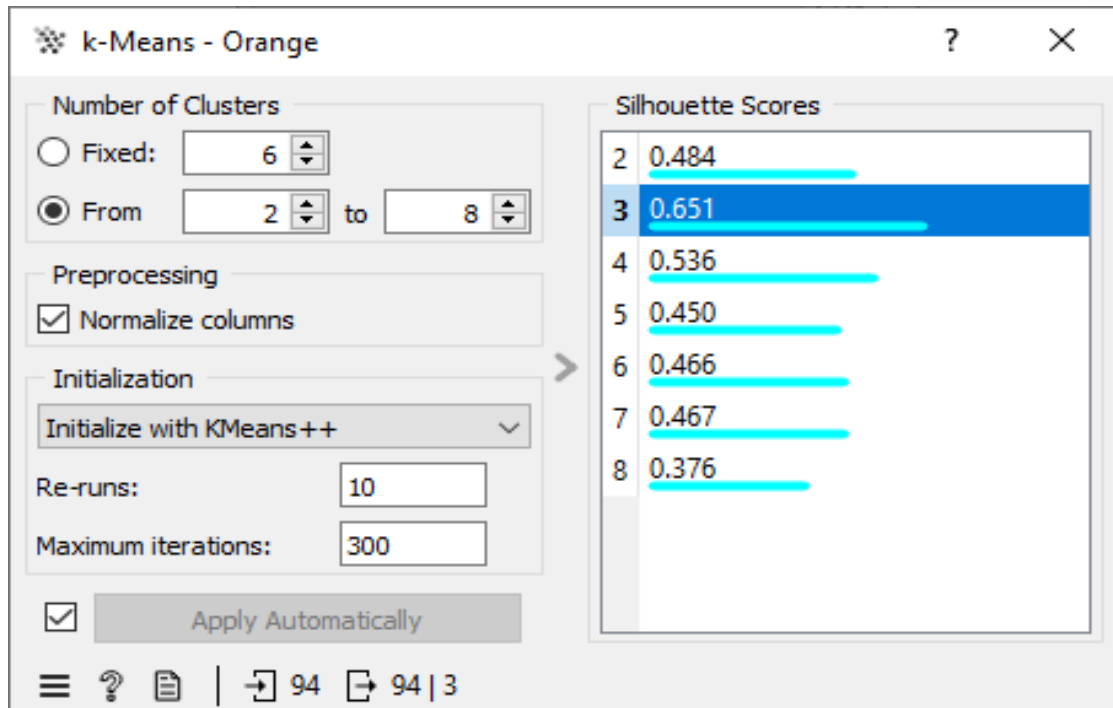 k-Means - Orange
?
Number of Clusters
Fixed: 6
From 2 to 8
Preprocessing
Normalize columns
Initialization
Initialize with KMeans++
Re-runs: 10
Maximum iterations: 300
Apply Automatically
? | 94 94 | 3
Silhouette Scores
2 0.484
3 0.651
4 0.536
5 0.450
6 0.466
7 0.467
8 0.376